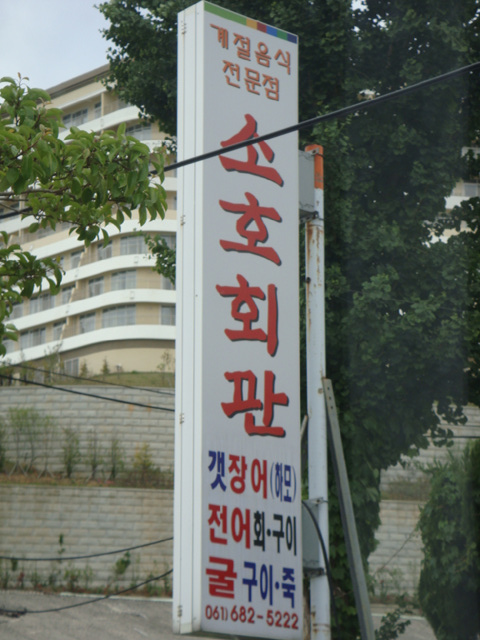 계절음식
전문점
소호회관
갯장어(하모)
전어회·구이
굴구이·죽
061)682-5222